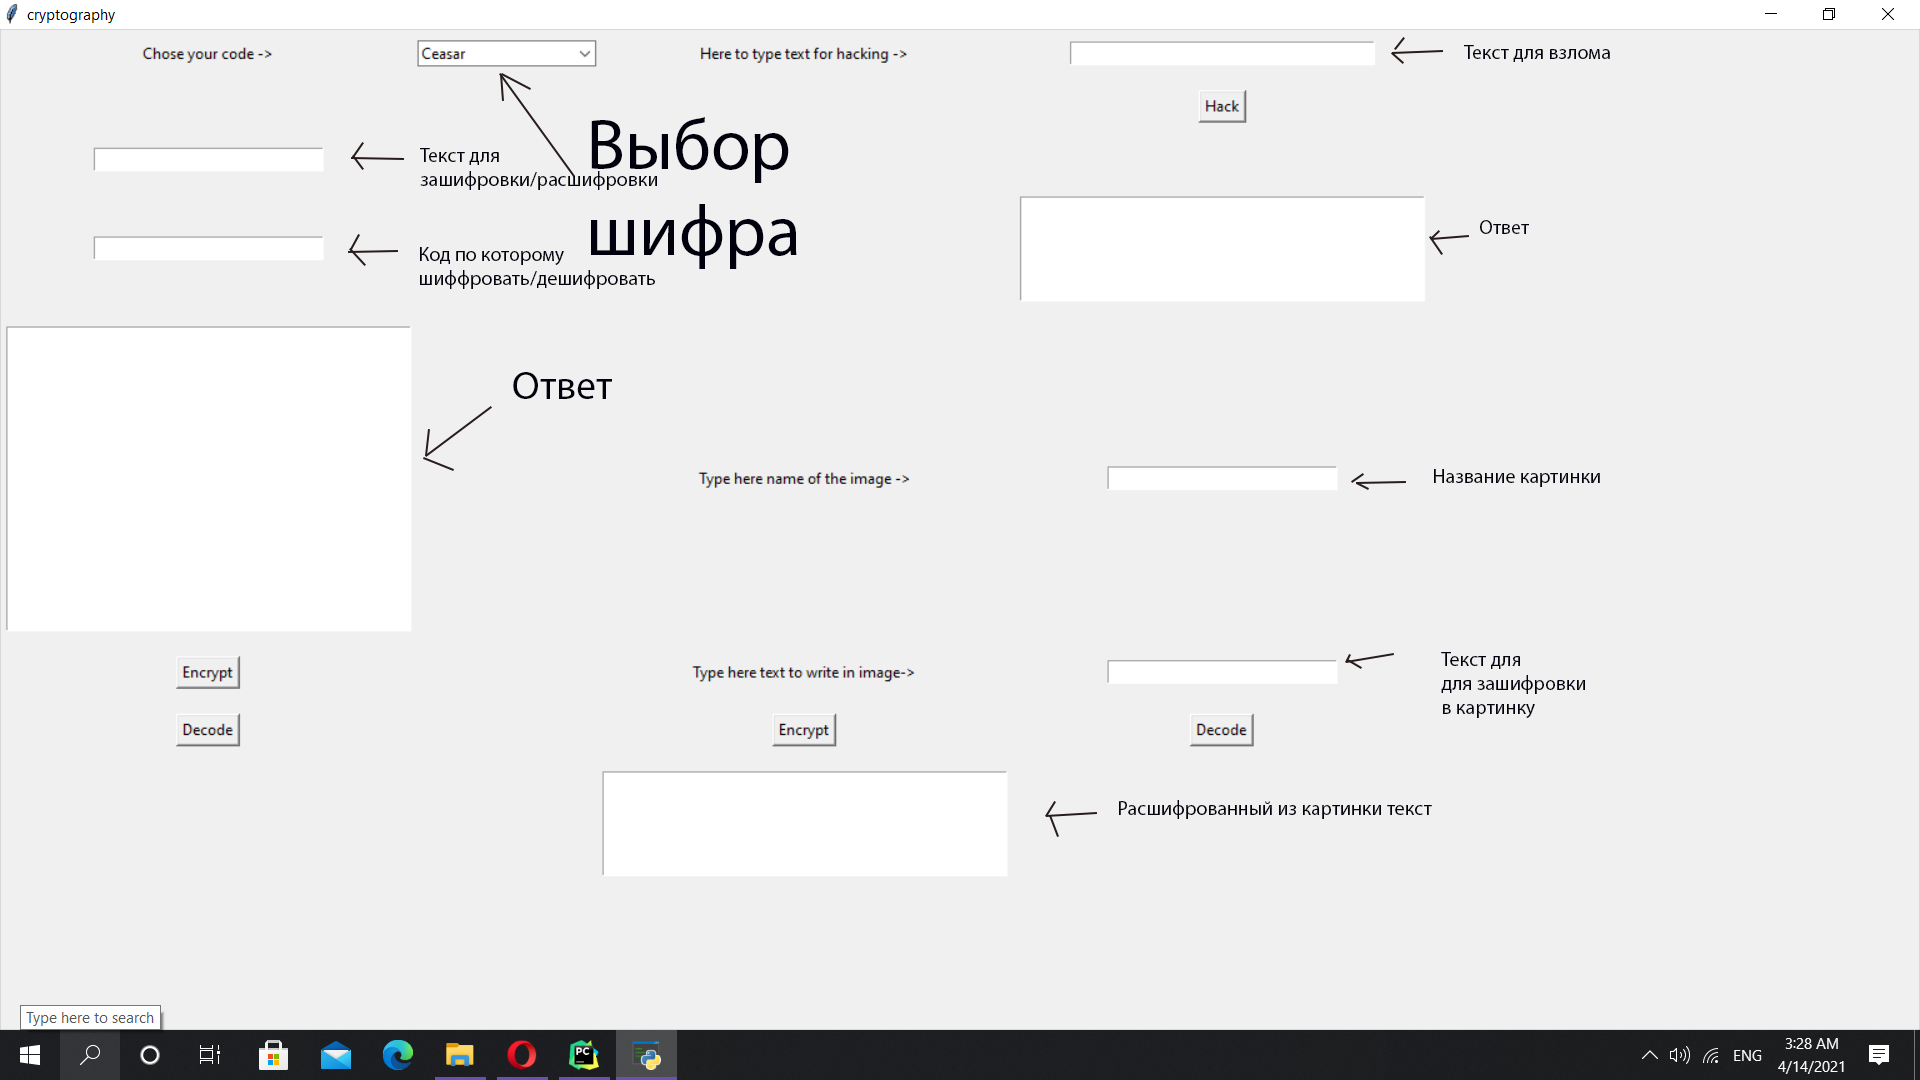 cryptography
Chose your code ->
Ceasar
Here to type text for hacking ->
Текст для взлома
Hack
Выбор
шифра
Текст для
зашифровки/расшифровки
Код по которому
шиффровать/дешифровать
Ответ
Ответ
Type here name of the image ->
Название картинки
Encrypt
Decode
Type here text to write in image->
Текст для
для зашифровки
в картинку
Encrypt
Decode
Расшифрованный из картинки текст
Type here to search
PC
ENG
3:28 AM
4/14/2021